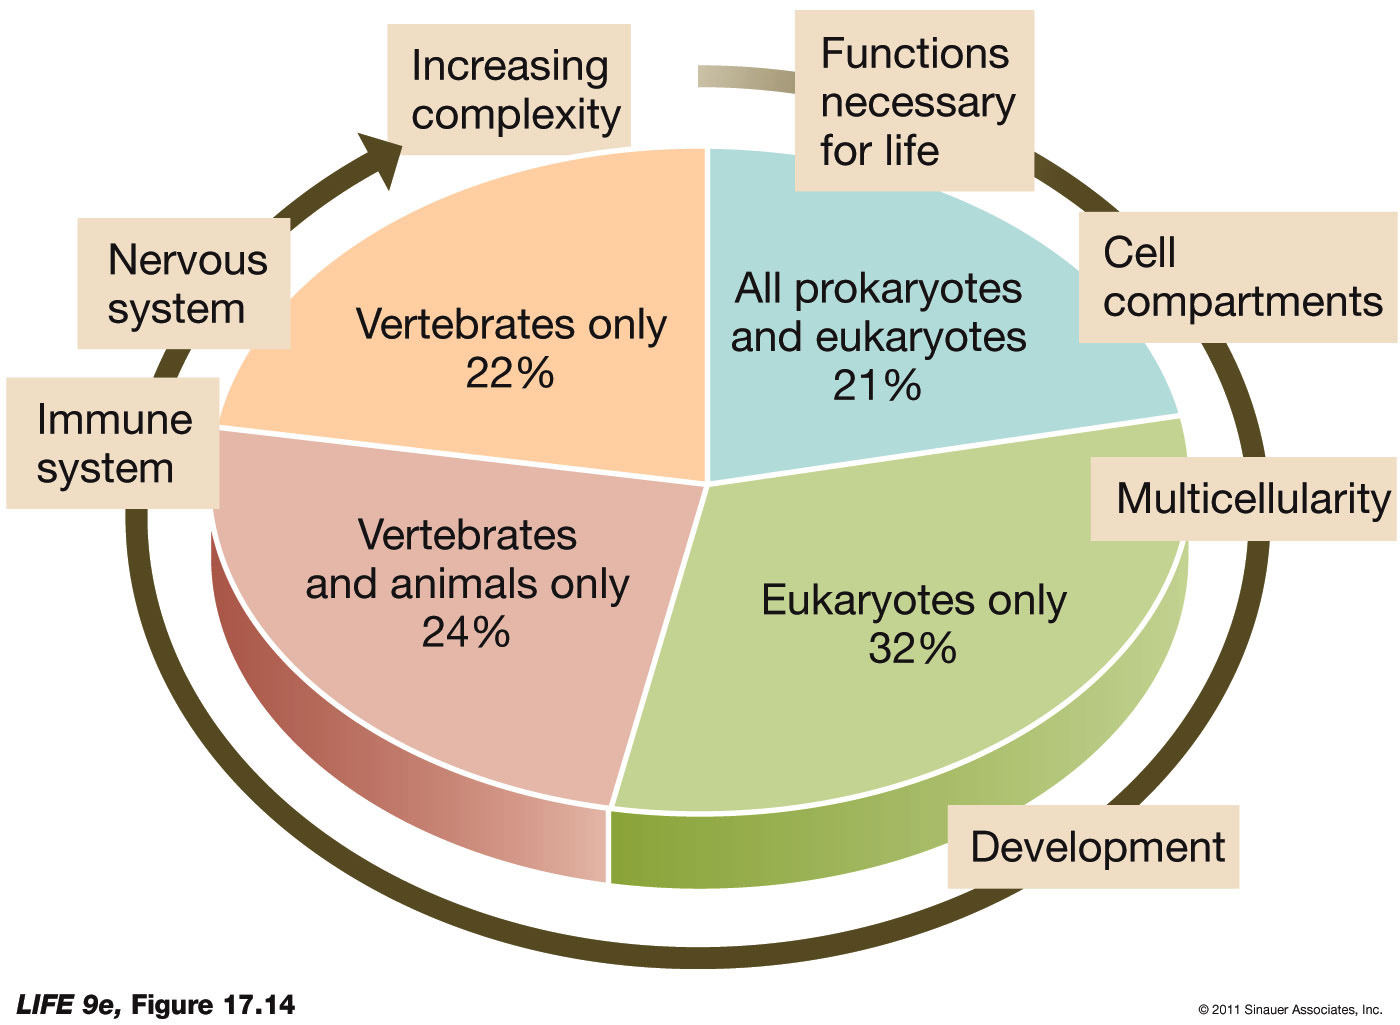 Increasing
complexity
Functions
necessary
for life
Cell
compartments
Nervous
system
Vertebrates only
22%
All prokaryotes
and eukaryotes
21%
Immune
system
Multicellularity
Vertebrates
and animals only
24%
Eukaryotes only
32%
Development
LIFE 9e, Figure 17.14
© 2011 Sinauer Associates, Inc.